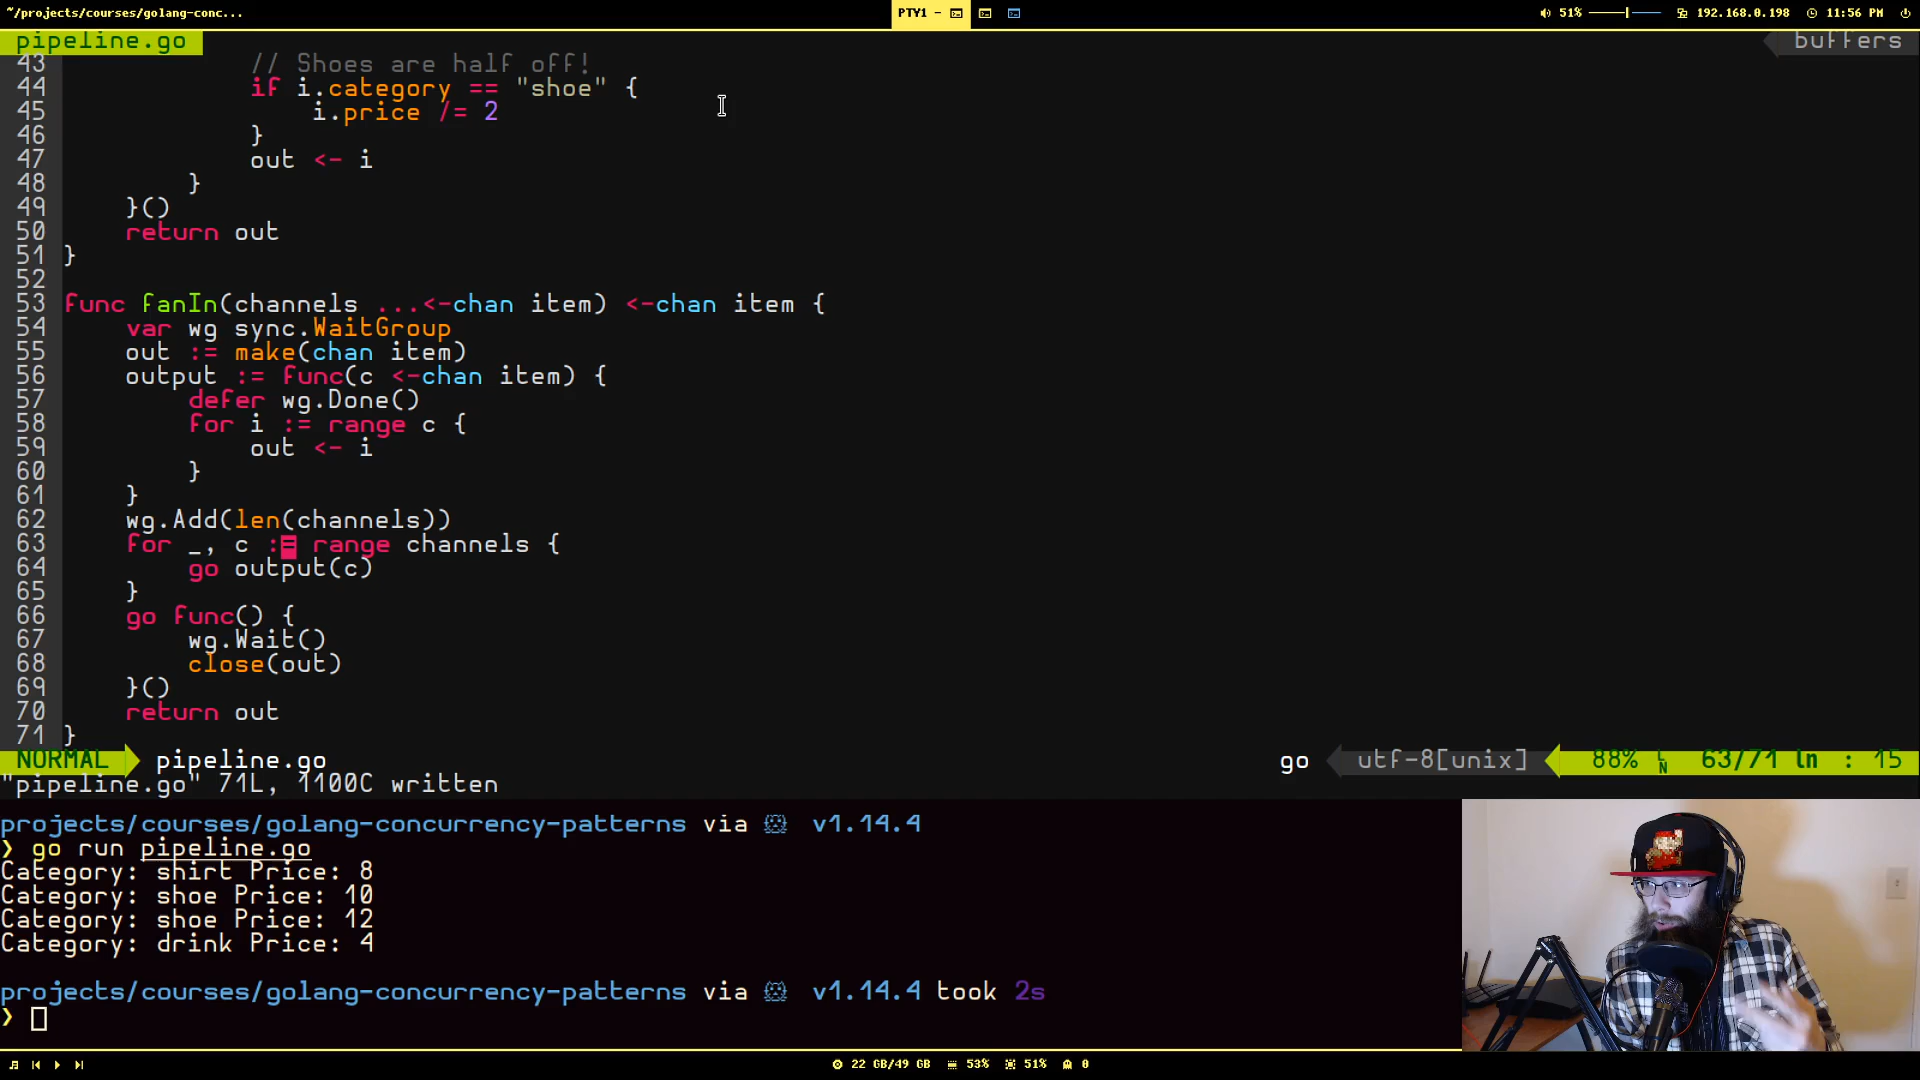 ~/projects/courses/golang-conc...
PTY1 -
51%
192.168.0.198
11:56 PM
pipeline.go
buffers
43 // Shoes are half off!
44 if i.category == "shoe" {
45 i.price /= 2
46 }
47 out <- i
48 }
49 }()
50 return out
51 }
52
53 func fanIn(channels ...<-chan item) <-chan item {
54 var wg sync.WaitGroup
55 out := make(chan item)
56 output := func(c <-chan item) {
57 defer wg.Done()
58 for i := range c {
59 out <- i
60 }
61 }
62 wg.Add(len(channels))
63 for _, c := range channels {
64 go output(c)
65 }
66 go func() {
67 wg.Wait()
68 close(out)
69 }()
70 return out
71 }
NORMAL pipeline.go go utf-8[unix] 88% LN 63/71 ln : 15
"pipeline.go" 71L, 1100C written
projects/courses/golang-concurrency-patterns via v1.14.4
❯ go run pipeline.go
Category: shirt Price: 8
Category: shoe Price: 10
Category: shoe Price: 12
Category: drink Price: 4
projects/courses/golang-concurrency-patterns via v1.14.4 took 2s
❯
22 GB/49 GB 53% 51% 0